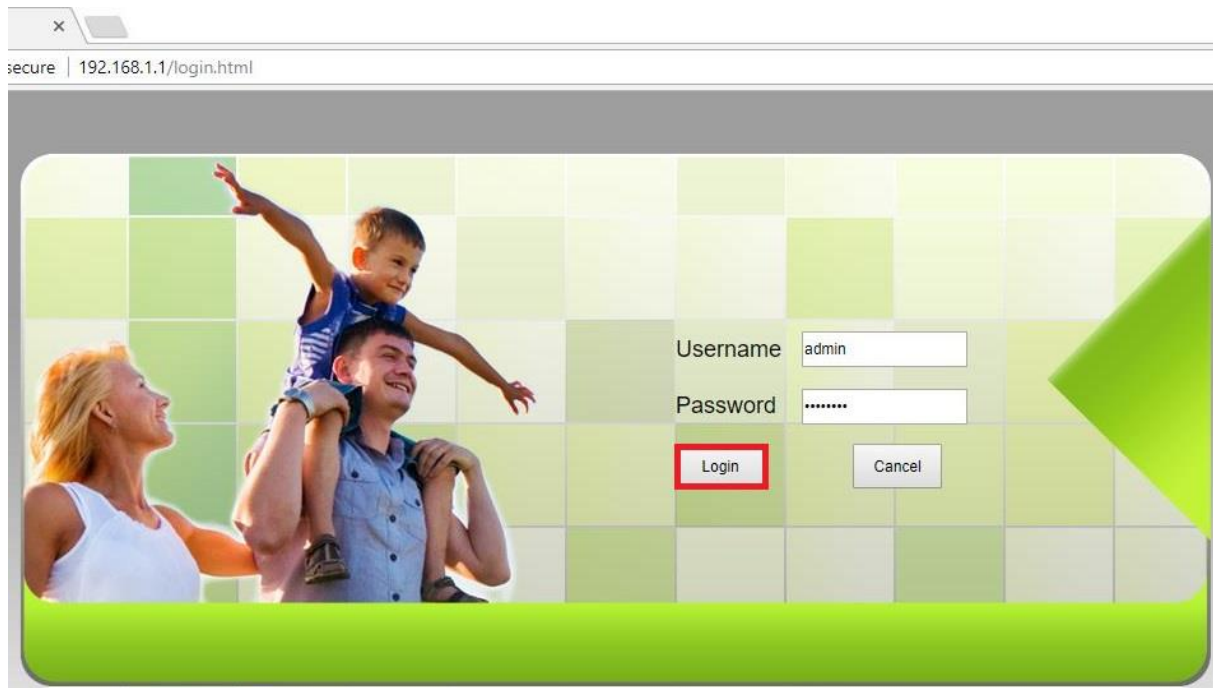 secure | 192.168.1.1/login.html
Username admin
Password ••••••••
Login Cancel